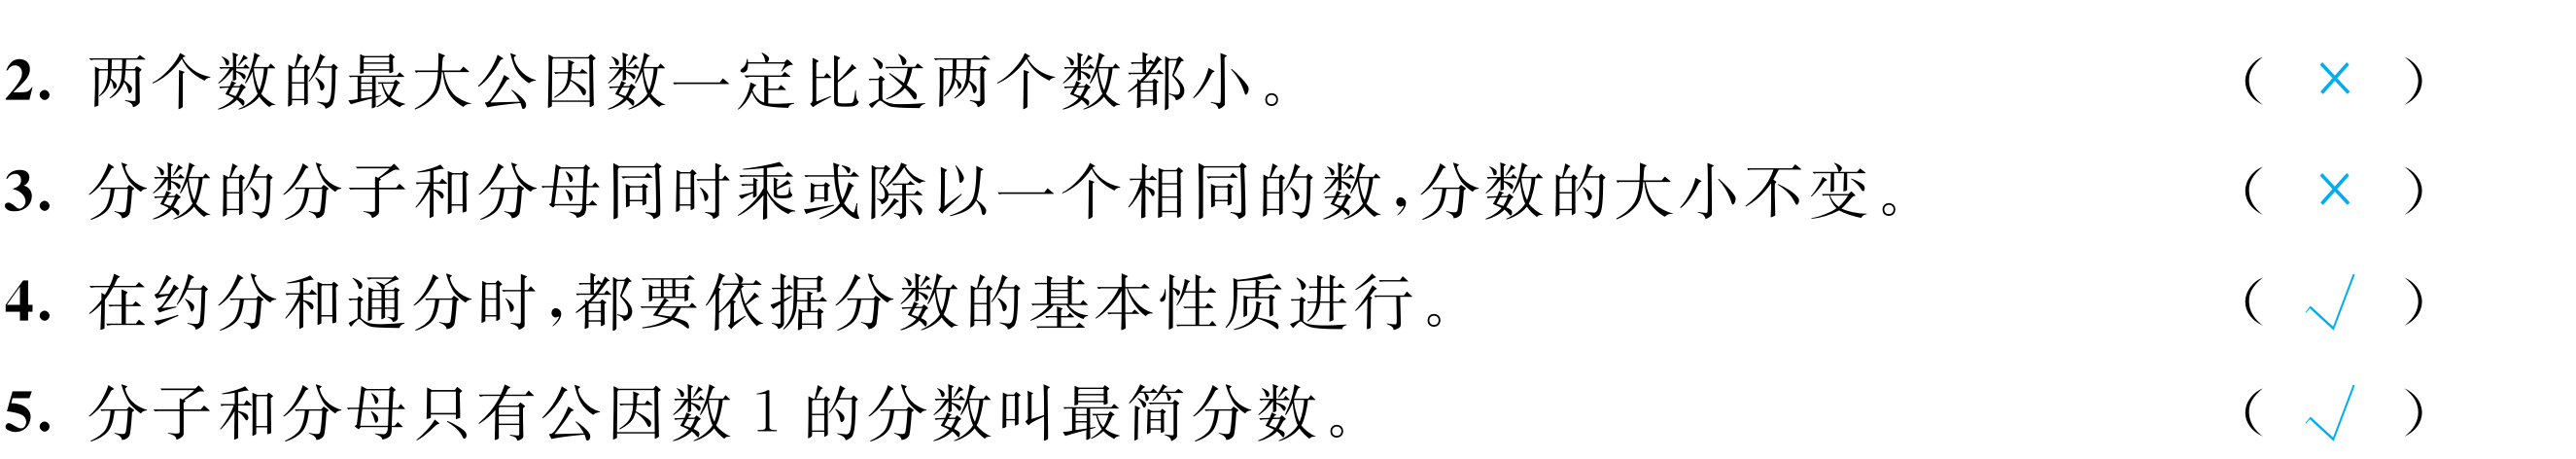 2. 两个数的最大公因数一定比这两个数都小。 ( × )
3. 分数的分子和分母同时乘或除以一个相同的数,分数的大小不变。 ( × )
4. 在约分和通分时,都要依据分数的基本性质进行。 ( √ )
5. 分子和分母只有公因数 1 的分数叫最简分数。 ( √ )